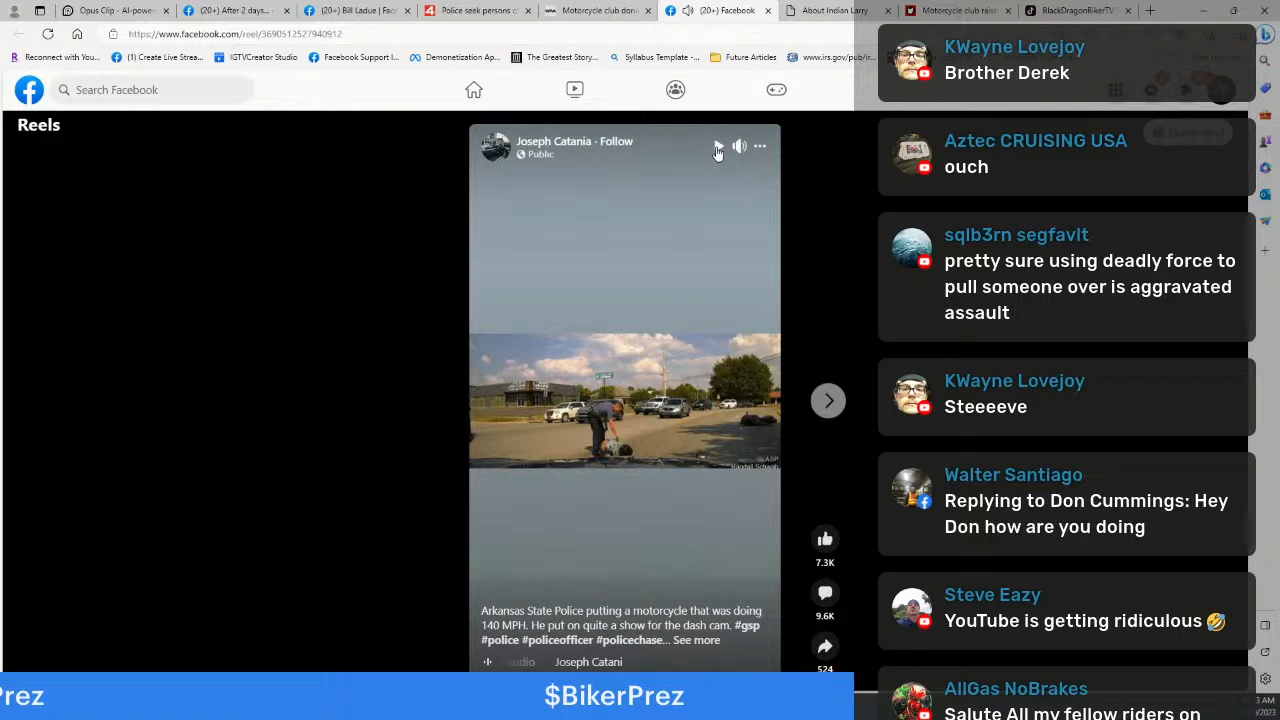 Opus Clip - AI-powe
(20+) After 2 days... -
(20+) Bill Ladue | Fac
Police seek persons o
Motorcycle club dona
(20+) Facebook
About Indian Larry
Motorcycle club rais
BlackDragonBikerTV
https://www.facebook.com/reel/3690512527940912
Reconnect with You...
(1) Create Live Strea...
IGTVCreator Studio
Facebook Support I...
Demonetization Ap...
The Greatest Story...
Syllabus Template -...
Future Articles
www.irs.gov/pub/ir
Search Facebook
Reels
Joseph Catania · Follow
Public
ASP
Arkansas State Police putting a motorcycle that was doing
140 MPH. He put on quite a show for the dash cam. #gsp
#police #policeofficer #policechase... See more
Joseph Catani
7.3K
9.6K
524
Prez
$BikerPrez
KWayne Lovejoy
Brother Derek
Aztec CRUISING USA
ouch
sqlb3rn segfavlt
pretty sure using deadly force to
pull someone over is aggravated
assault
KWayne Lovejoy
Steeeeve
Walter Santiago
Replying to Don Cummings: Hey
Don how are you doing
Steve Eazy
YouTube is getting ridiculous 🤣
AllGas NoBrakes
Salute All my fellow riders on